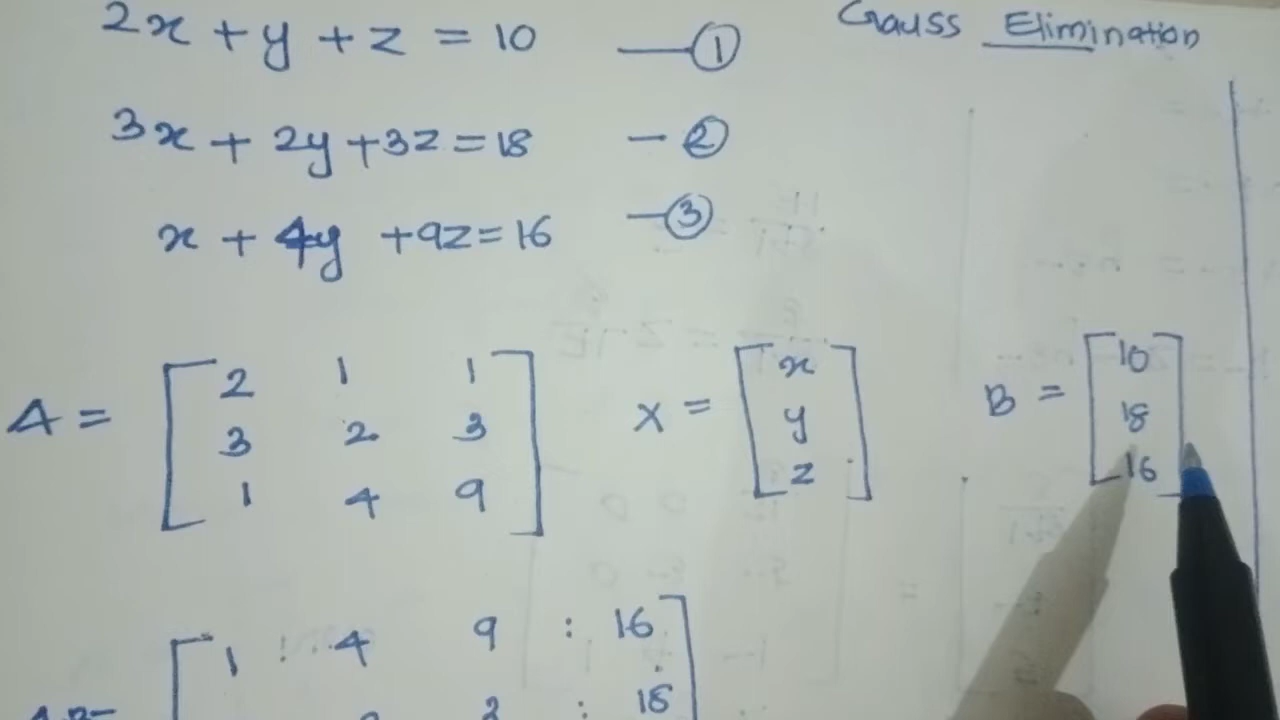 Gauss Elimination
2x + y + z = 10 —①
3x + 2y + 3z = 18 —②
x + 4y + 9z = 16 —③
A = [2 1 1
3 2 3
1 4 9]
X = [x
y
z]
B = [10
18
16]
[1 4 9 : 16
: 18